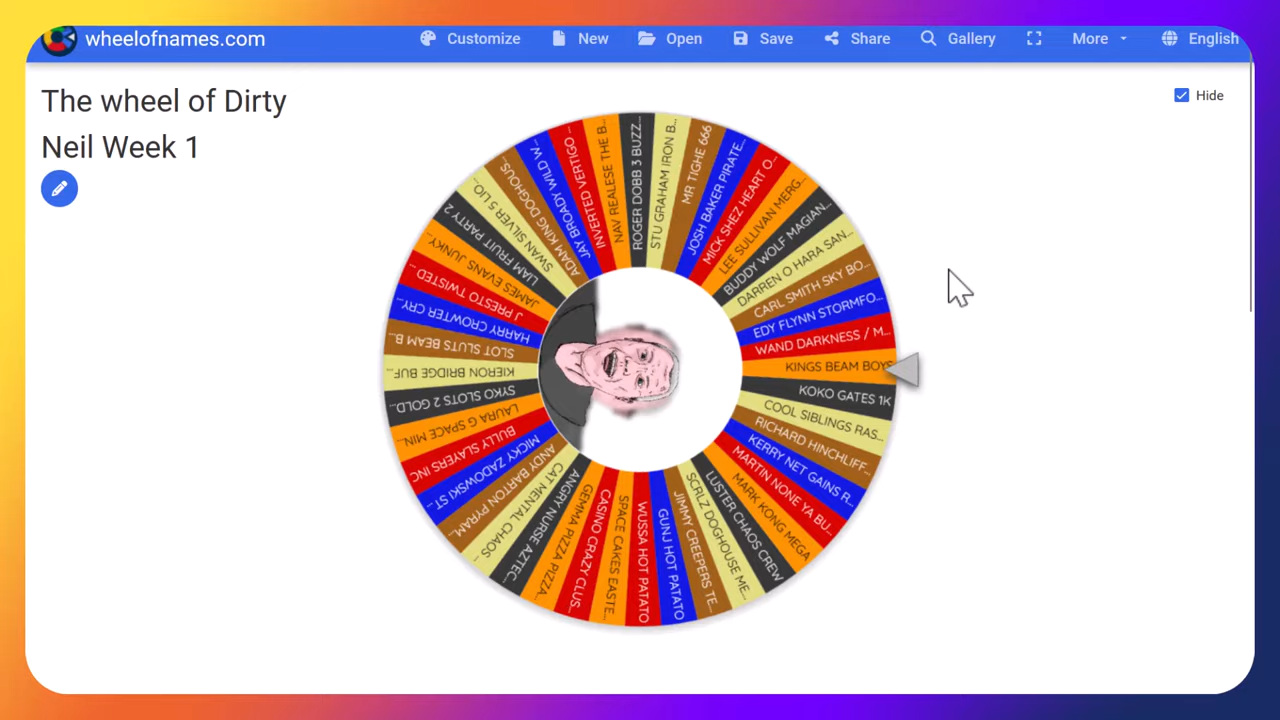 wheelofnames.com
Customize
New
Open
Save
Share
Gallery
More
English
The wheel of Dirty
Neil Week 1
Hide
ROGER DOBB 3 BUZZ...
STU GRAHAM IRON B...
MR TIGHE 666
JOSH BAKER PIRATE...
MICK SHEZ HEART O...
LEE SULLIVAN MERG...
BUDDY WOLF MAGIAN...
DARREN O HARA SAN...
CARL SMITH SKY BO...
EDY FLYNN STORMFO...
WAND DARKNESS / M...
KINGS BEAM BOYS
KOKO GATES 1K
COOL SIBLINGS RAS...
RICHARD HINCHLIFF...
KERRY NET GAINS R...
MARTIN NONE YA BU...
MARK KONG MEGA
LUSTER CHAOS CREW
SCRLZ DOGHOUSE ME...
JIMMY CREEPERS TE...
GUNJ HOT POTATO
WUSSA HOT PATATO
SPACE CAKES EASTE...
CASINO CRAZY CLUS...
GEMMA PIZZA PIZZA...
ANGRY NURSE AZTEC...
CAT MENTAL CHAOS
ANDY BARTON PYRAM...
MICKY ZADOWSKI ST...
BULLY SLAYERS INC
LAURA G SPACE MIN...
SYKO SLOTS 2 GOLD...
KIERON BRIDGE BUF...
SLOT SLUTS BEAM B...
HARRY CROWTER CRY...
J PRESTO TWISTED...
JAMES EVANS JUNKY...
LIAM FRUIT PARTY 2
SWAN SILVER 5 LIO...
ADAM KING DOGHOUS...
JAY BROADY WILD W...
INVERTED VERTIGO...
NAV REALESE THE B...